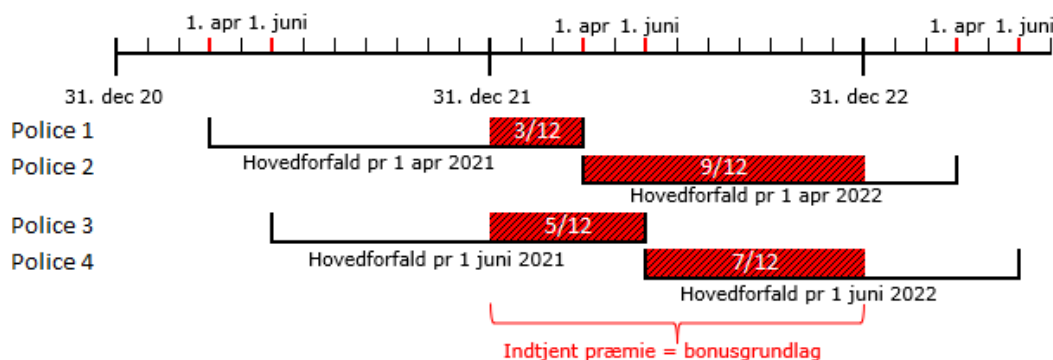 1. apr 1. juni 1. apr 1. juni 1. apr 1. juni
31. dec 20 31. dec 21 31. dec 22
Police 1 3/12
Hovedforfald pr 1 apr 2021
Police 2 9/12
Hovedforfald pr 1 apr 2022
Police 3 5/12
Hovedforfald pr 1 juni 2021
Police 4 7/12
Hovedforfald pr 1 juni 2022
Indtjent præmie = bonusgrundlag